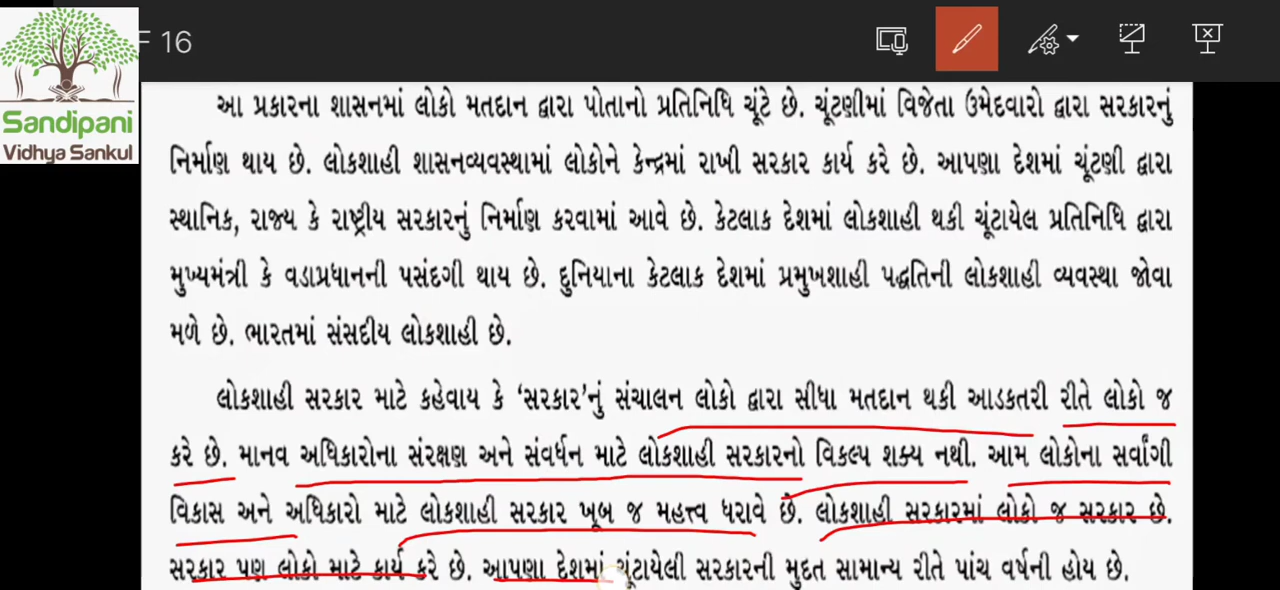 F 16
Sandipani
Vidhya Sankul
આ પ્રકારના શાસનમાં લોકો મતદાન દ્વારા પોતાનો પ્રતિનિધિ ચૂંટે છે. ચૂંટણીમાં વિજેતા ઉમેદવારો દ્વારા સરકારનું
નિર્માણ થાય છે. લોકશાહી શાસનવ્યવસ્થામાં લોકોને કેન્દ્રમાં રાખી સરકાર કાર્ય કરે છે. આપણા દેશમાં ચૂંટણી દ્વારા
સ્થાનિક, રાજ્ય કે રાષ્ટ્રીય સરકારનું નિર્માણ કરવામાં આવે છે. કેટલાક દેશમાં લોકશાહી થકી ચૂંટાયેલ પ્રતિનિધિ દ્વારા
મુખ્યમંત્રી કે વડાપ્રધાનની પસંદગી થાય છે. દુનિયાના કેટલાક દેશમાં પ્રમુખશાહી પદ્ધતિની લોકશાહી વ્યવસ્થા જોવા
મળે છે. ભારતમાં સંસદીય લોકશાહી છે.
લોકશાહી સરકાર માટે કહેવાય કે ‘સરકાર’નું સંચાલન લોકો દ્વારા સીધા મતદાન થકી આડકતરી રીતે લોકો જ
કરે છે. માનવ અધિકારોના સંરક્ષણ અને સંવર્ધન માટે લોકશાહી સરકારનો વિકલ્પ શક્ય નથી. આમ લોકોના સર્વાંગી
વિકાસ અને અધિકારો માટે લોકશાહી સરકાર ખૂબ જ મહત્ત્વ ધરાવે છે. લોકશાહી સરકારમાં લોકો જ સરકાર છે.
સરકાર પણ લોકો માટે કાર્ય કરે છે. આપણા દેશમાં ચૂંટાયેલી સરકારની મુદત સામાન્ય રીતે પાંચ વર્ષની હોય છે.